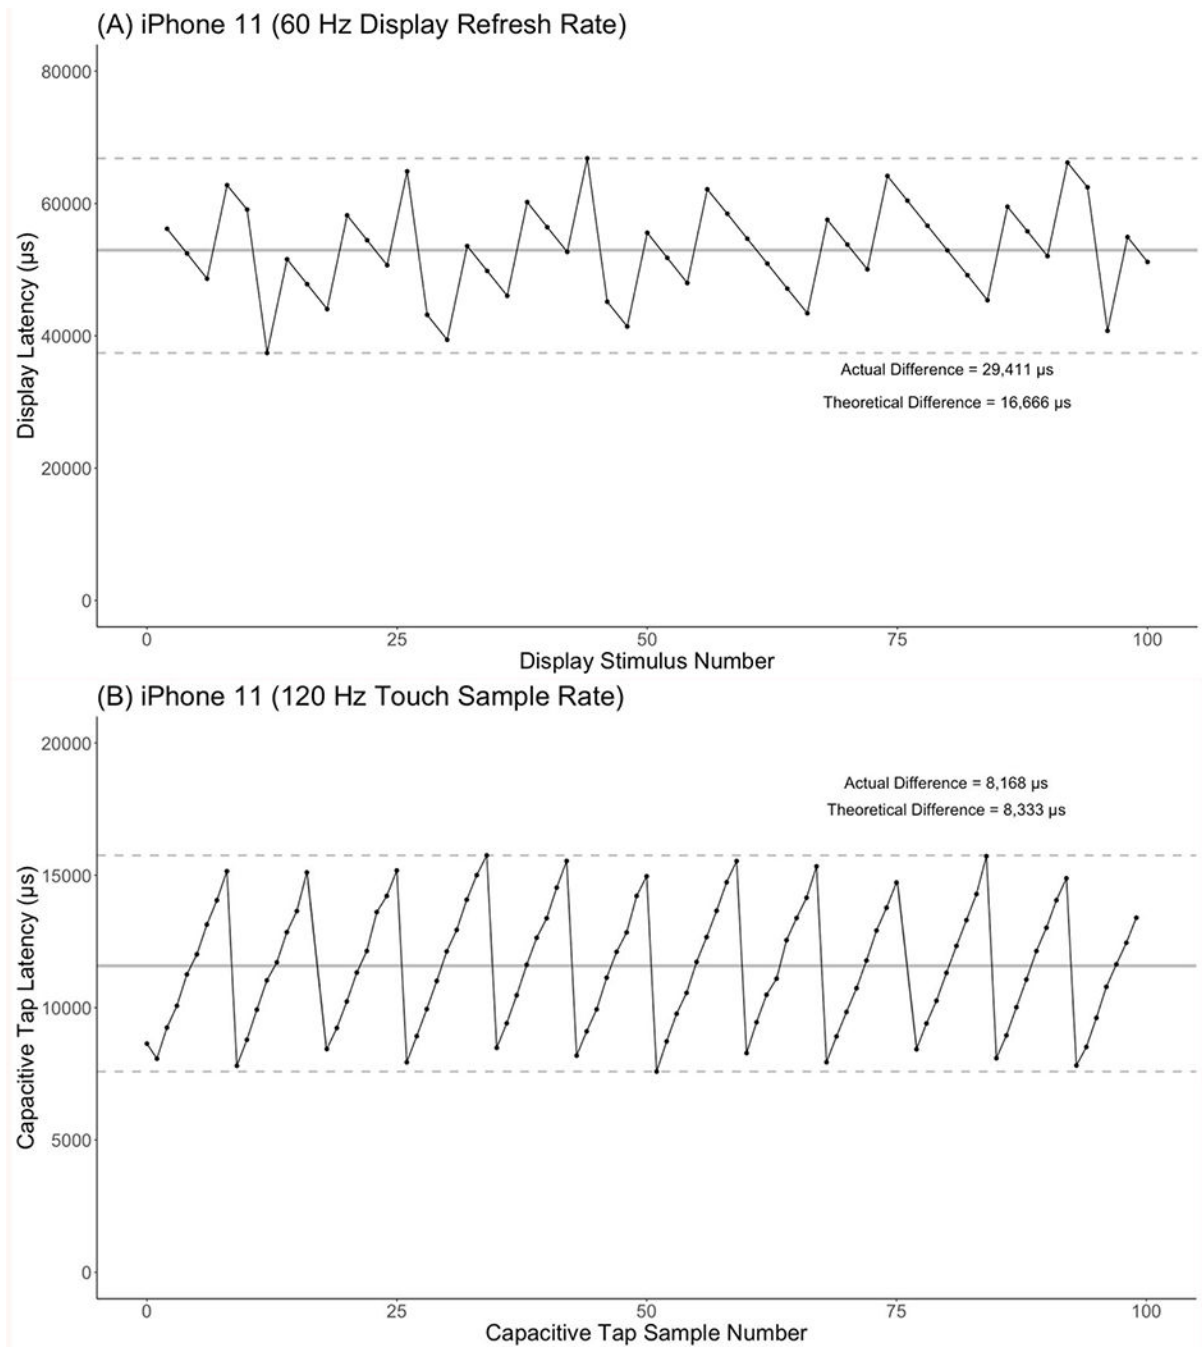 (A) iPhone 11 (60 Hz Display Refresh Rate)
80000
60000
40000
20000
0
Display Latency (µs)
Actual Difference = 29,411 µs
Theoretical Difference = 16,666 µs
0 25 50 75 100
Display Stimulus Number
(B) iPhone 11 (120 Hz Touch Sample Rate)
20000
15000
10000
5000
0
Capacitive Tap Latency (µs)
Actual Difference = 8,168 µs
Theoretical Difference = 8,333 µs
0 25 50 75 100
Capacitive Tap Sample Number